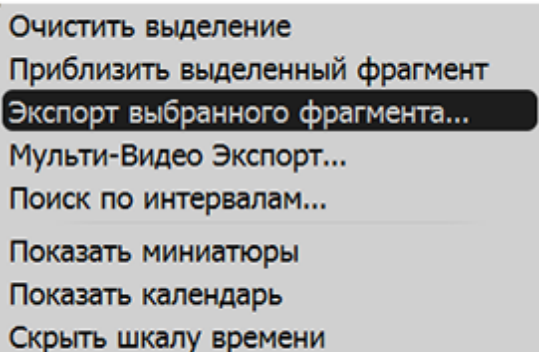 Очистить выделение
Приблизить выделенный фрагмент
Экспорт выбранного фрагмента...
Мульти-Видео Экспорт...
Поиск по интервалам...
Показать миниатюры
Показать календарь
Скрыть шкалу времени